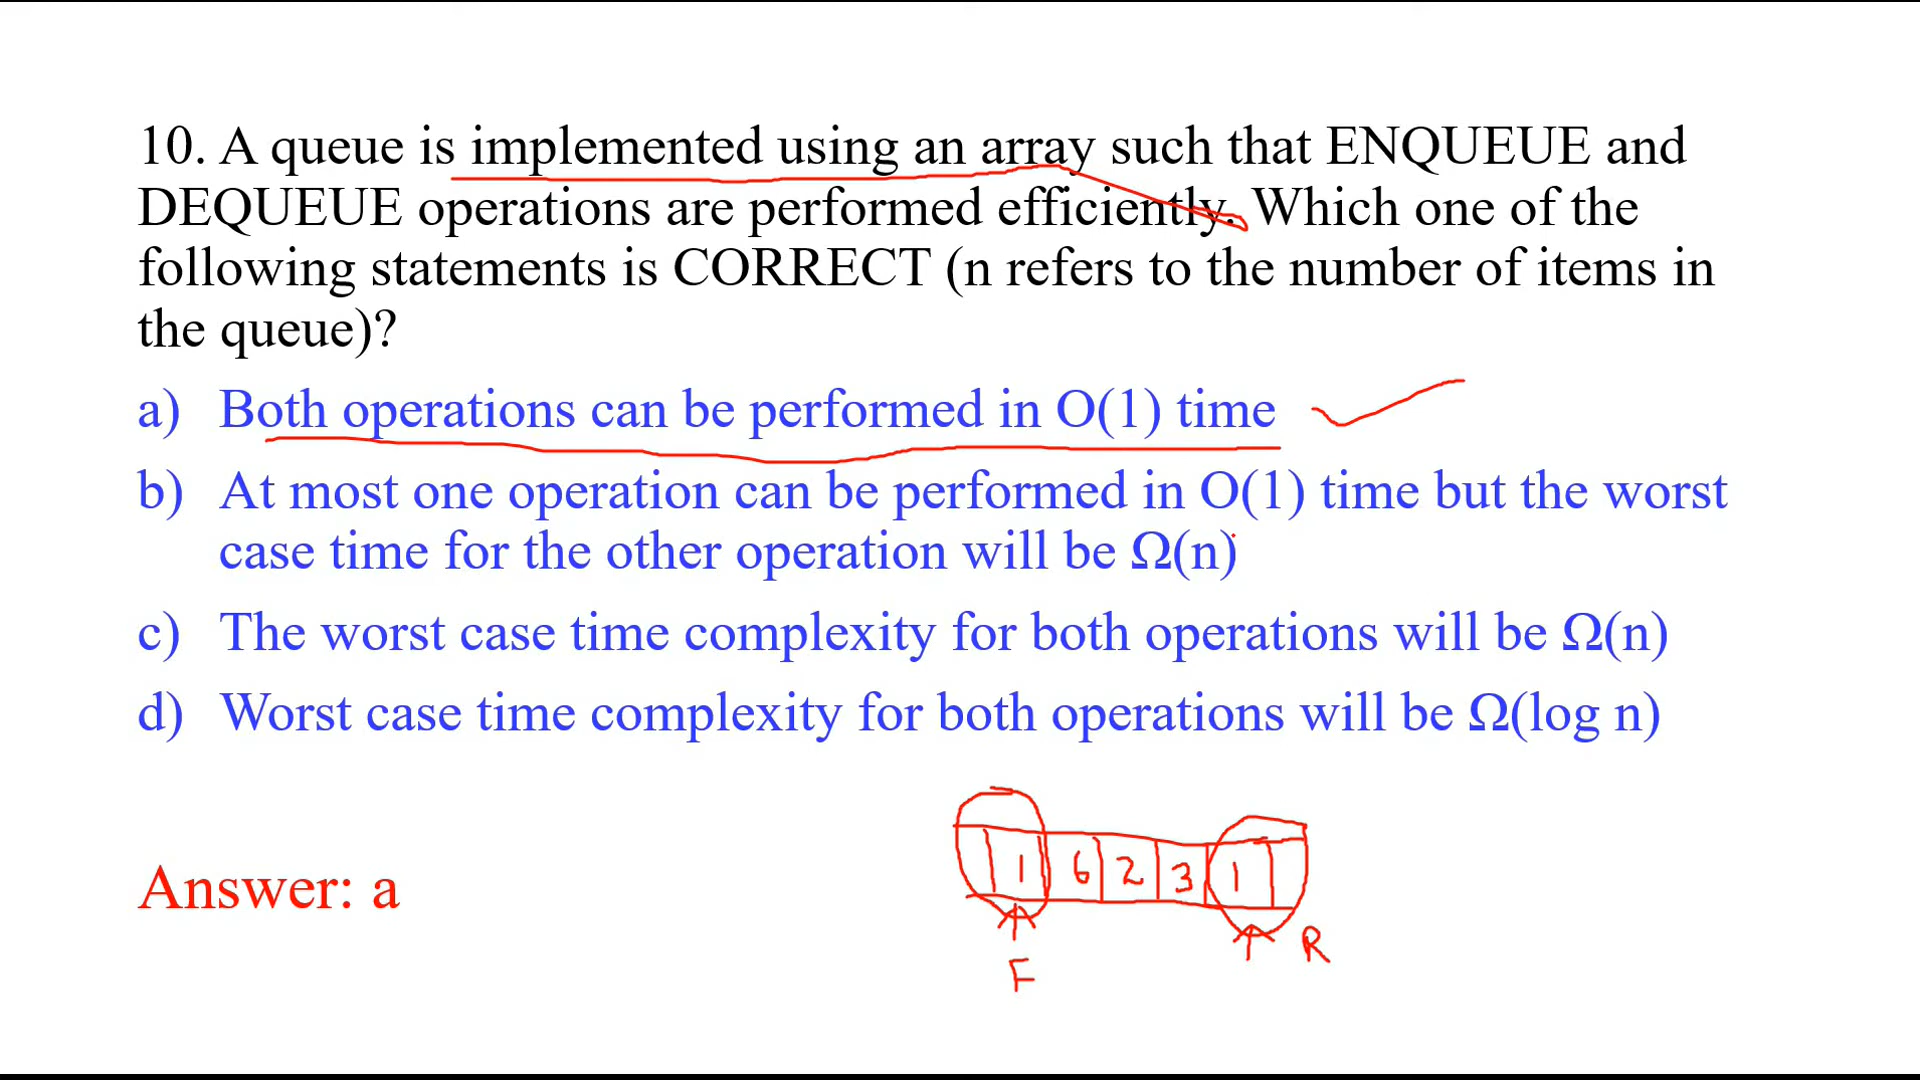 10. A queue is implemented using an array such that ENQUEUE and
DEQUEUE operations are performed efficiently. Which one of the
following statements is CORRECT (n refers to the number of items in
the queue)?
a) Both operations can be performed in O(1) time
b) At most one operation can be performed in O(1) time but the worst
case time for the other operation will be Ω(n)
c) The worst case time complexity for both operations will be Ω(n)
d) Worst case time complexity for both operations will be Ω(log n)
1 6 2 3 1
Answer: a
R
F